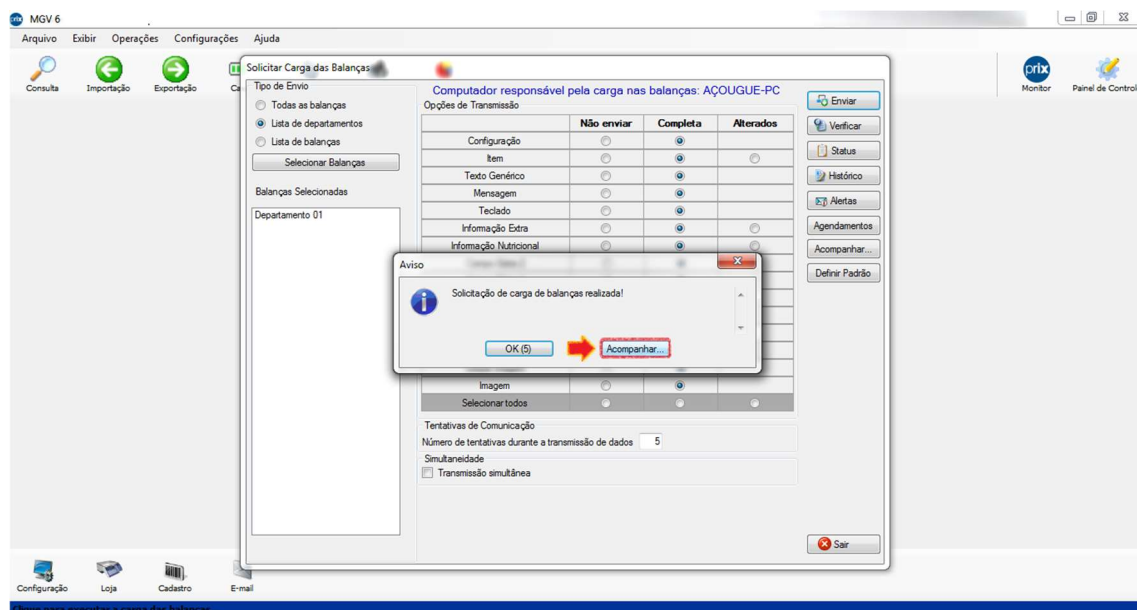 MGV 6
Arquivo Exibir Operações Configurações Ajuda
Consulta Importação Exportação
prix
Monitor Painel de Control
Solicitar Carga das Balanças
Tipo de Envio
Todas as balanças
Lista de departamentos
Lista de balanças
Selecionar Balanças
Balanças Selecionadas
Departamento 01
Computador responsável pela carga nas balanças: AÇOUGUE-PC
Opções de Transmissão
Não enviar Completa Alterados
Configuração
Item
Texto Genérico
Mensagem
Teclado
Informação Extra
Informação Nutricional
Imagem
Selecionar todos
Tentativas de Comunicação
Número de tentativas durante a transmissão de dados 5
Simultaneidade
Transmissão simultânea
Enviar
Verificar
Status
Histórico
Alertas
Agendamentos
Acompanhar...
Definir Padrão
Sair
Aviso
Solicitação de carga de balanças realizada!
OK (5) Acompanhar...
Configuração Loja Cadastro E-mail